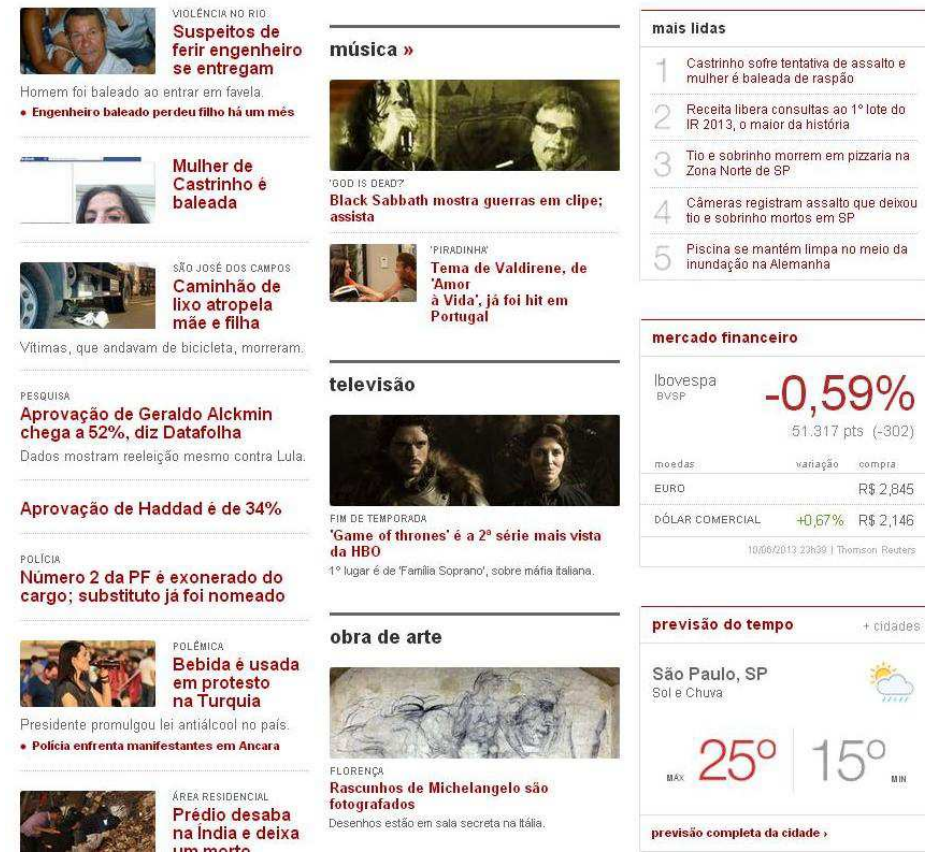 VIOLÊNCIA NO RIO
Suspeitos de
ferir engenheiro
se entregam
Homem foi baleado ao entrar em favela.
• Engenheiro baleado perdeu filho há um mês
Mulher de
Castrinho é
baleada
SÃO JOSÉ DOS CAMPOS
Caminhão de
lixo atropela
mãe e filha
Vítimas, que andavam de bicicleta, morreram.
PESQUISA
Aprovação de Geraldo Alckmin
chega a 52%, diz Datafolha
Dados mostram reeleição mesmo contra Lula.
Aprovação de Haddad é de 34%
POLÍCIA
Número 2 da PF é exonerado do
cargo; substituto já foi nomeado
POLÊMICA
Bebida é usada
em protesto
na Turquia
Presidente promulgou lei antiálcool no país.
• Polícia enfrenta manifestantes em Ancara
ÁREA RESIDENCIAL
Prédio desaba
na Índia e deixa
um morto
música »
'GOD IS DEAD?'
Black Sabbath mostra guerras em clipe;
assista
'PIRADINHA'
Tema de Valdirene, de
'Amor
à Vida', já foi hit em
Portugal
televisão
FIM DE TEMPORADA
'Game of thrones' é a 2ª série mais vista
da HBO
1º lugar é de 'Família Soprano', sobre máfia italiana.
obra de arte
FLORENÇA
Rascunhos de Michelangelo são
fotografados
Desenhos estão em sala secreta na Itália.
mais lidas
1 Castrinho sofre tentativa de assalto e
mulher é baleada de raspão
2 Receita libera consultas ao 1º lote do
IR 2013, o maior da história
3 Tio e sobrinho morrem em pizzaria na
Zona Norte de SP
4 Câmeras registram assalto que deixou
tio e sobrinho mortos em SP
5 Piscina se mantém limpa no meio da
inundação na Alemanha
mercado financeiro
Ibovespa -0,59%
BVSP
51.317 pts (-302)
moedas variação compra
EURO R$ 2,845
DÓLAR COMERCIAL +0,67% R$ 2,146
10/06/2013 23h39 | Thomson Reuters
previsão do tempo + cidades
São Paulo, SP
Sol e Chuva
MÁX 25º 15º MIN
previsão completa da cidade ›